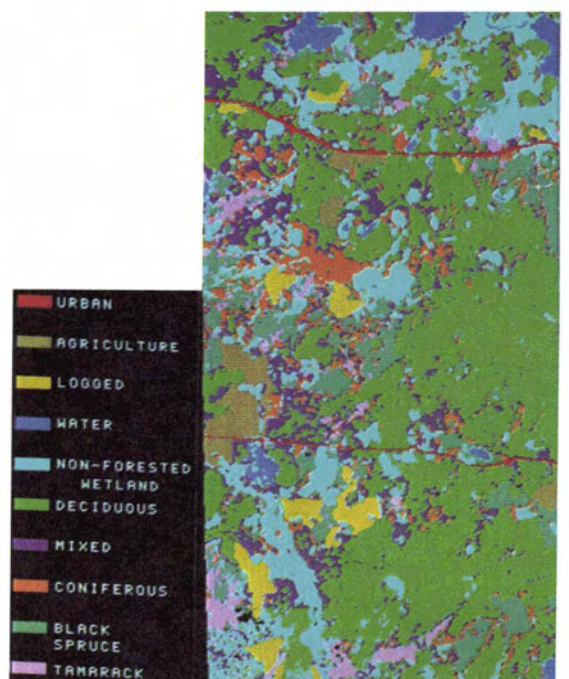 URBAN
AGRICULTURE
LOGGED
WATER
NON-FORESTED
WETLAND
DECIDUOUS
MIXED
CONIFEROUS
BLACK
SPRUCE
TAMARACK